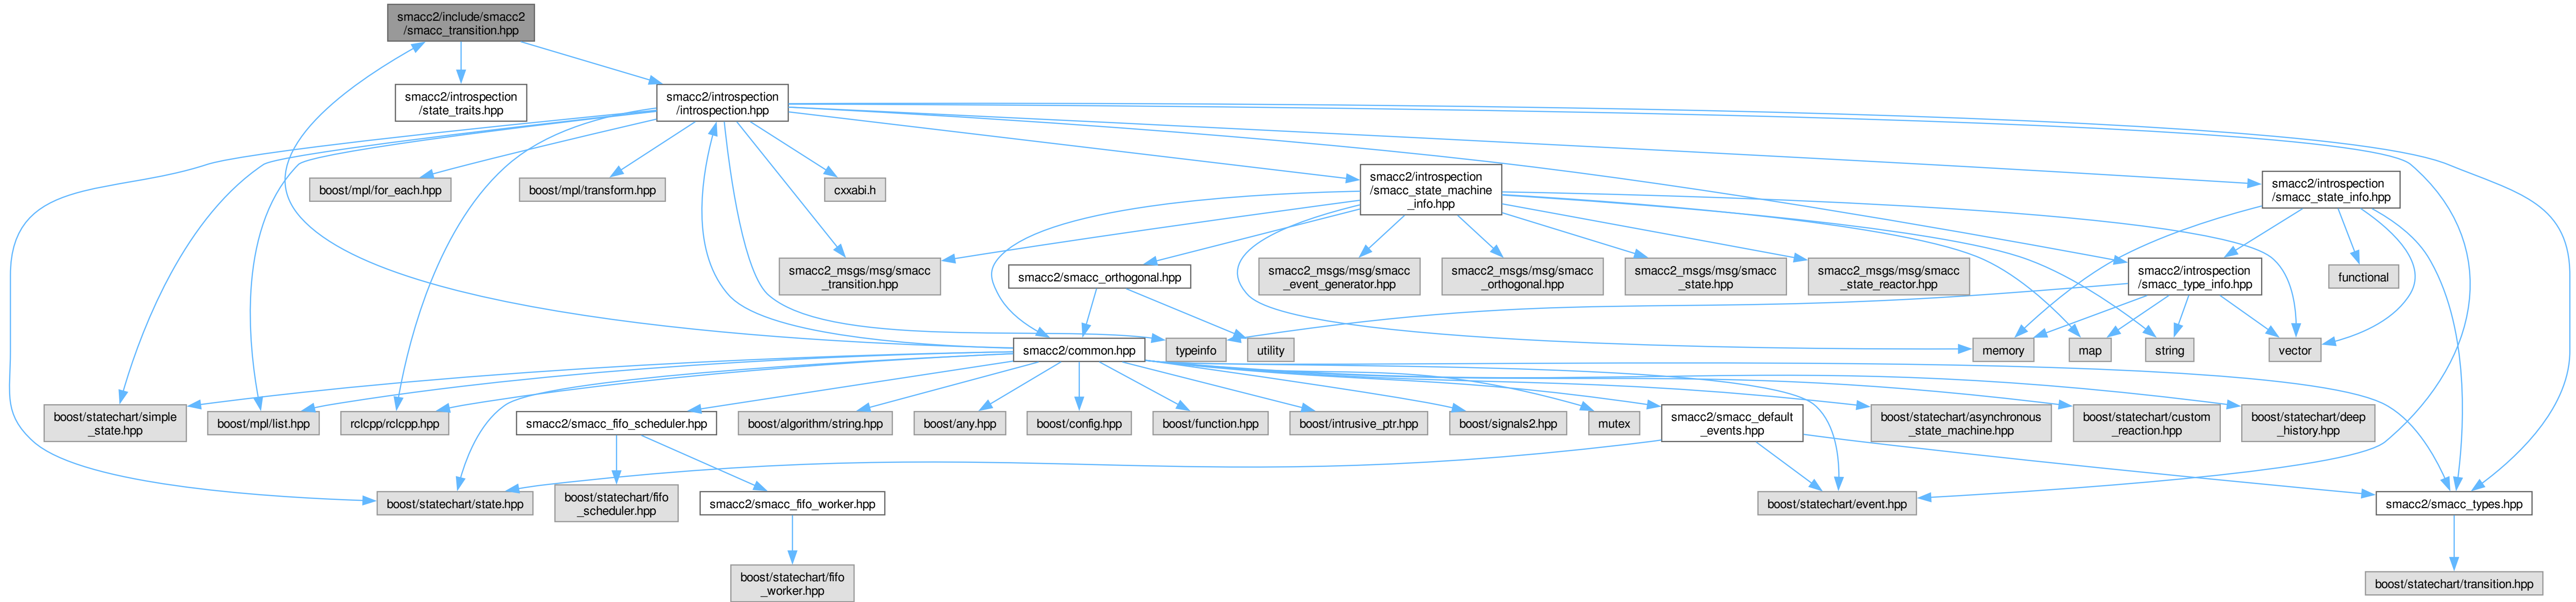 smacc2/include/smacc2
/smacc_transition.hpp
smacc2/introspection
/state_traits.hpp
smacc2/introspection
/introspection.hpp
boost/mpl/for_each.hpp
boost/mpl/transform.hpp
cxxabi.h
smacc2/introspection
/smacc_state_machine
_info.hpp
smacc2/introspection
/smacc_state_info.hpp
smacc2_msgs/msg/smacc
_transition.hpp
smacc2/smacc_orthogonal.hpp
smacc2_msgs/msg/smacc
_event_generator.hpp
smacc2_msgs/msg/smacc
_orthogonal.hpp
smacc2_msgs/msg/smacc
_state.hpp
smacc2_msgs/msg/smacc
_state_reactor.hpp
smacc2/introspection
/smacc_type_info.hpp
functional
smacc2/common.hpp
typeinfo
utility
memory
map
string
vector
boost/statechart/simple
_state.hpp
boost/mpl/list.hpp
rclcpp/rclcpp.hpp
smacc2/smacc_fifo_scheduler.hpp
boost/algorithm/string.hpp
boost/any.hpp
boost/config.hpp
boost/function.hpp
boost/intrusive_ptr.hpp
boost/signals2.hpp
mutex
smacc2/smacc_default
_events.hpp
boost/statechart/asynchronous
_state_machine.hpp
boost/statechart/custom
_reaction.hpp
boost/statechart/deep
_history.hpp
boost/statechart/state.hpp
boost/statechart/fifo
_scheduler.hpp
smacc2/smacc_fifo_worker.hpp
boost/statechart/event.hpp
smacc2/smacc_types.hpp
boost/statechart/fifo
_worker.hpp
boost/statechart/transition.hpp